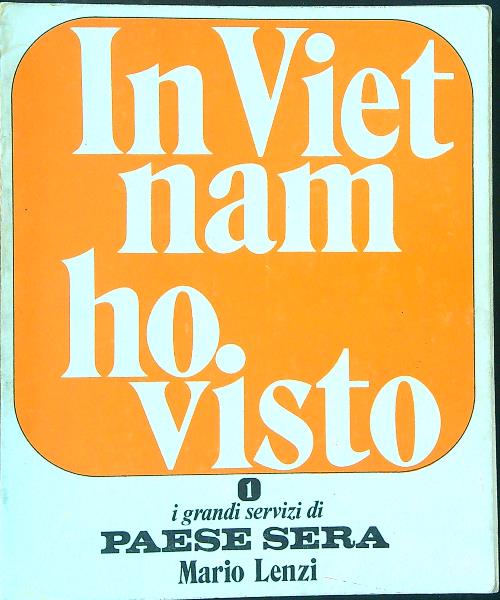 In Viet
nam
ho
visto
1
i grandi servizi di
PAESE SERA
Mario Lenzi